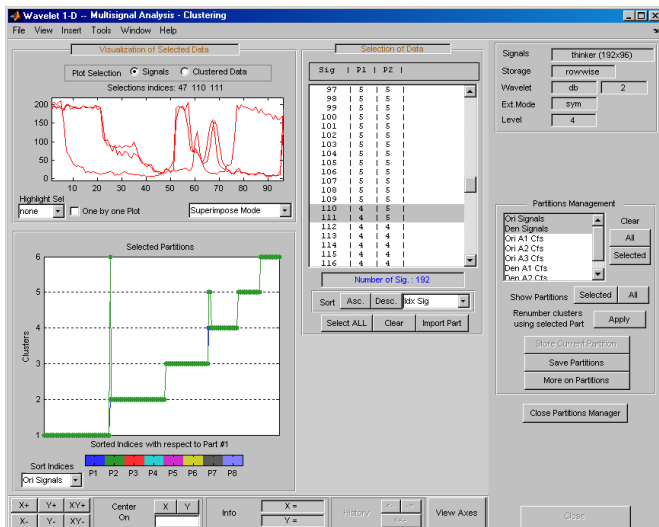 Wavelet 1-D -- Multisignal Analysis - Clustering
File View Insert Tools Window Help
Visualization of Selected Data
Plot Selection Signals Clustered Data
Selections indices: 47 110 111
200
150
100
50
0
10 20 30 40 50 60 70 80 90
Highlight Sel
none One by one Plot Superimpose Mode
Selected Partitions
6
5
4
3
2
1
Clusters
Sorted Indices with respect to Part #1
Sort Indices
Ori Signals
P1 P2 P3 P4 P5 P6 P7 P8
Selection of Data
Sig | P1 | P2 |
97 | 5 | 5 |
98 | 5 | 5 |
99 | 5 | 5 |
100 | 5 | 5 |
101 | 5 | 5 |
102 | 5 | 5 |
103 | 5 | 5 |
104 | 5 | 5 |
105 | 5 | 5 |
106 | 5 | 5 |
107 | 5 | 5 |
108 | 5 | 5 |
109 | 5 | 5 |
110 | 4 | 5 |
111 | 4 | 5 |
112 | 4 | 4 |
113 | 4 | 4 |
114 | 4 | 4 |
115 | 4 | 4 |
116 | 4 | 4 |
Number of Sig. : 192
Sort Asc. Desc. Idx Sig
Select ALL Clear Import Part
Signals thinker (192x96)
Storage rowwise
Wavelet db 2
Ext.Mode sym
Level 4
Partitions Management
Ori Signals
Den Signals
Ori A1 Cfs
Ori A2 Cfs
Ori A3 Cfs
Den A1 Cfs
Den A2 Cfs
Clear
All
Selected
Show Partitions Selected All
Renumber clusters
using selected Part
Apply
Store Current Partition
Save Partitions
More on Partitions
Close Partitions Manager
X+ Y+ XY+
X- Y- XY-
Center
On
X Y
Info
X =
Y =
History
<- ->
<<-
View Axes
Close